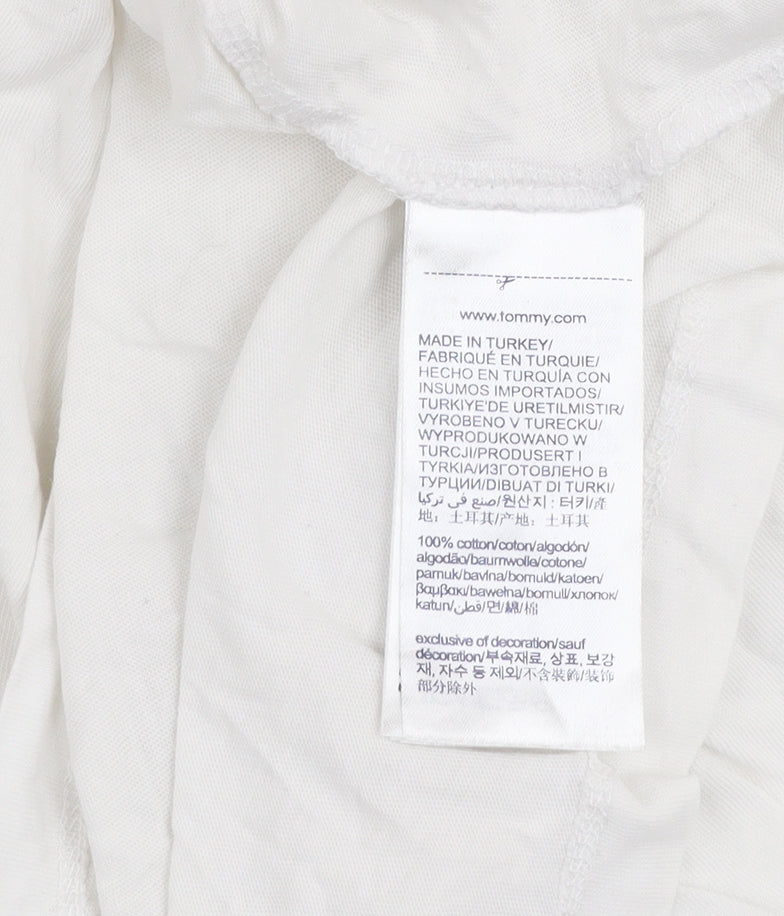 www.tommy.com
MADE IN TURKEY/
FABRIQUÉ EN TURQUIE/
HECHO EN TURQUÍA CON
INSUMOS IMPORTADOS/
TURKIYE'DE URETILMISTIR/
VYROBENO V TURECKU/
WYPRODUKOWANO W
TURCJI/PRODUSERT I
TYRKIA/ИЗГОТОВЛЕНО В
ТУРЦИИ/DIBUAT DI TURKI/
صنع في تركيا/원산지 : 터키/產
地：土耳其/产地：土耳其
100% cotton/coton/algodón/
algodão/baumwolle/cotone/
pamuk/bavlna/bomuld/katoen/
βαμβακι/bawełna/bomull/хлопок/
katun/قطن/면/綿/棉
exclusive of decoration/sauf
décoration/부속재료, 상표, 보강
재, 자수 등 제외/不含裝飾/装饰
部分除外